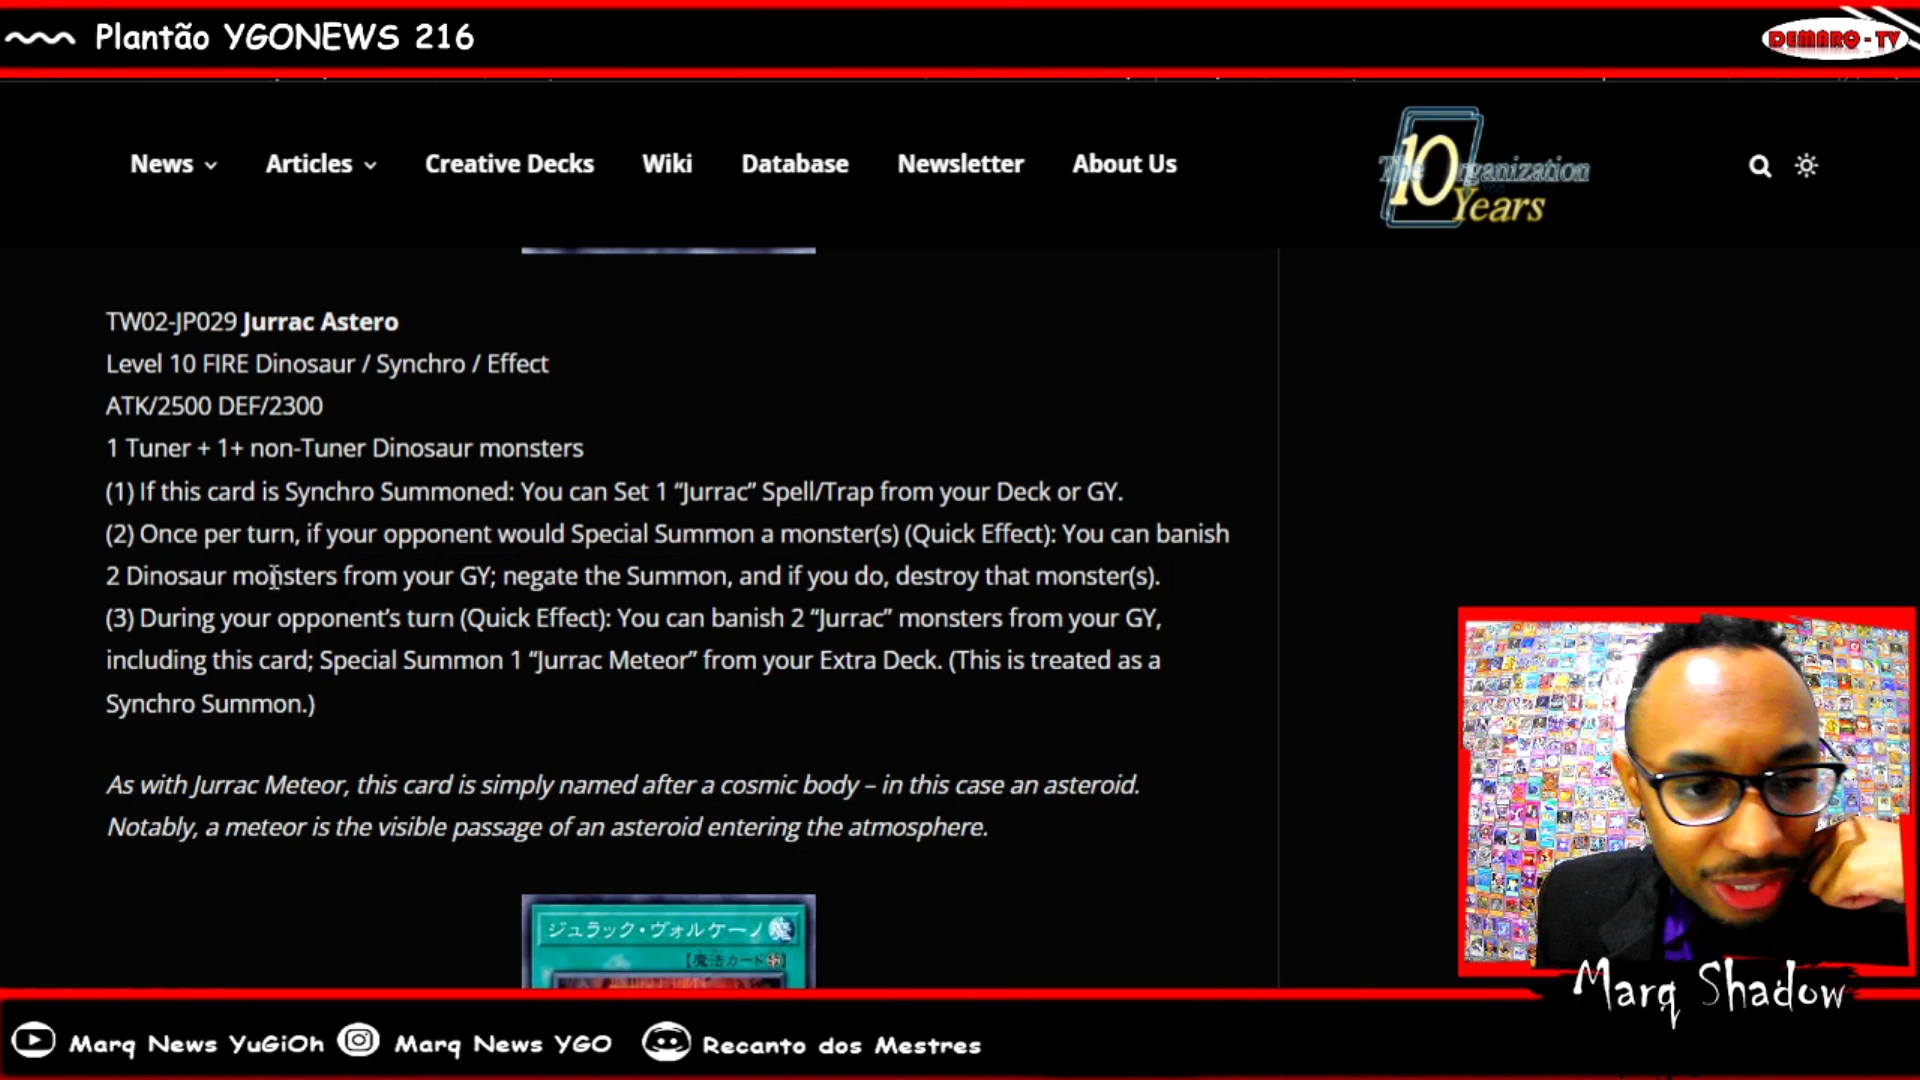 Plantão YGONEWS 216
DEMARQ-TV
News
Articles
Creative Decks
Wiki
Database
Newsletter
About Us
The Organization
10
Years
TW02-JP029 Jurrac Astero
Level 10 FIRE Dinosaur / Synchro / Effect
ATK/2500 DEF/2300
1 Tuner + 1+ non-Tuner Dinosaur monsters
(1) If this card is Synchro Summoned: You can Set 1 “Jurrac” Spell/Trap from your Deck or GY.
(2) Once per turn, if your opponent would Special Summon a monster(s) (Quick Effect): You can banish
2 Dinosaur monsters from your GY; negate the Summon, and if you do, destroy that monster(s).
(3) During your opponent’s turn (Quick Effect): You can banish 2 “Jurrac” monsters from your GY,
including this card; Special Summon 1 “Jurrac Meteor” from your Extra Deck. (This is treated as a
Synchro Summon.)
As with Jurrac Meteor, this card is simply named after a cosmic body – in this case an asteroid.
Notably, a meteor is the visible passage of an asteroid entering the atmosphere.
ジュラック・ヴォルケーノ 魔
【魔法カード】
Marq Shadow
Marq News YuGiOh
Marq News YGO
Recanto dos Mestres